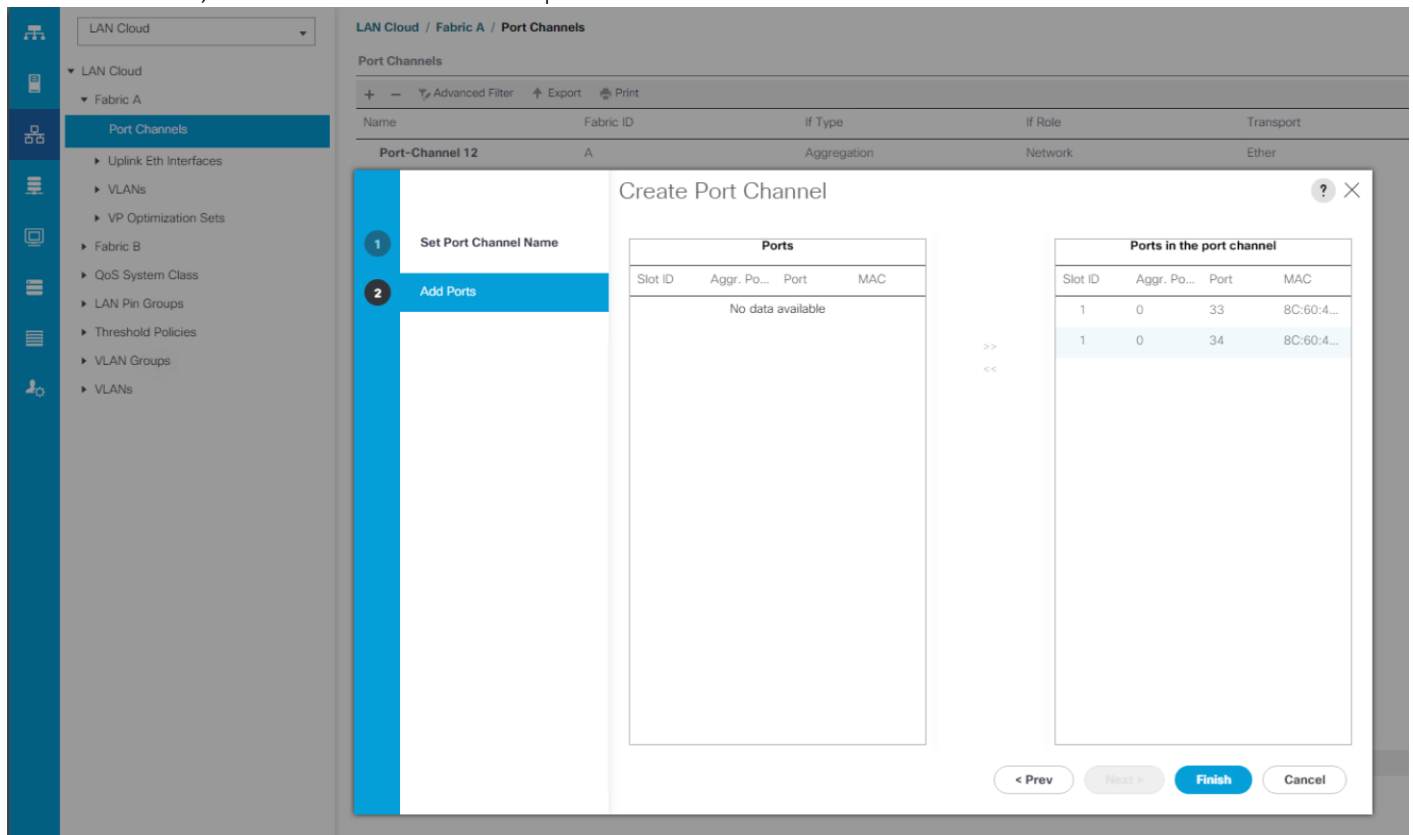 LAN Cloud
LAN Cloud
Fabric A
Port Channels
Uplink Eth Interfaces
VLANs
VP Optimization Sets
Fabric B
QoS System Class
LAN Pin Groups
Threshold Policies
VLAN Groups
VLANs
LAN Cloud / Fabric A / Port Channels
Port Channels
+ − Advanced Filter Export Print
Name Fabric ID If Type If Role Transport
Port-Channel 12 A Aggregation Network Ether
Create Port Channel ?
1 Set Port Channel Name
2 Add Ports
Ports
Slot ID Aggr. Po... Port MAC
No data available
>>
<<
Ports in the port channel
Slot ID Aggr. Po... Port MAC
1 0 33 8C:60:4...
1 0 34 8C:60:4...
< Prev Next > Finish Cancel